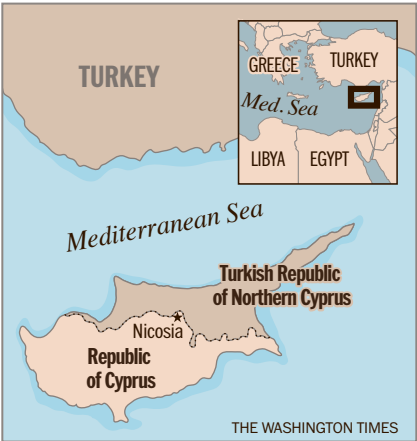 TURKEY
GREECE
TURKEY
Med. Sea
LIBYA
EGYPT
Mediterranean Sea
Turkish Republic
of Northern Cyprus
Nicosia
Republic
of Cyprus
THE WASHINGTON TIMES